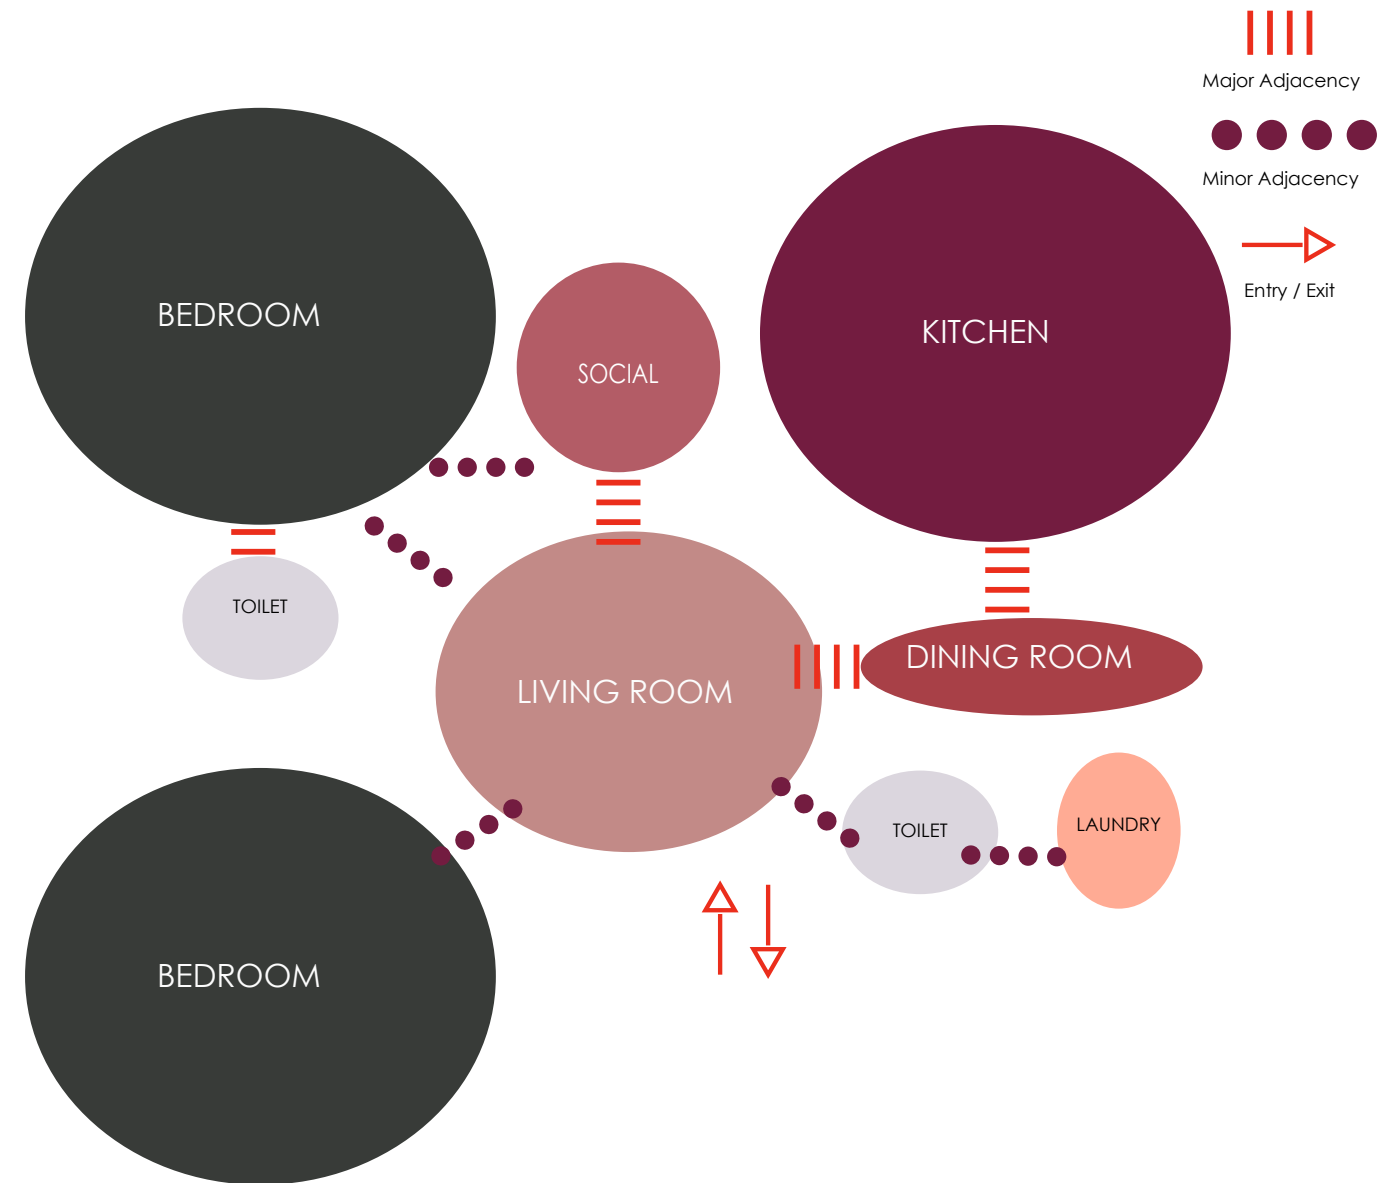 Major Adjacency
Minor Adjacency
Entry / Exit
BEDROOM
SOCIAL
KITCHEN
TOILET
LIVING ROOM
DINING ROOM
TOILET
LAUNDRY
BEDROOM